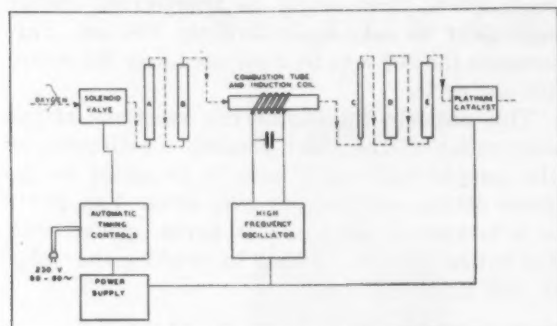 COMBUSTION TUBE
AND INDUCTION COIL
OXYGEN
SOLENOID
VALVE
A
B
C
D
E
PLATINUM
CATALYST
AUTOMATIC
TIMING
CONTROLS
HIGH
FREQUENCY
OSCILLATOR
230 V
POWER
SUPPLY